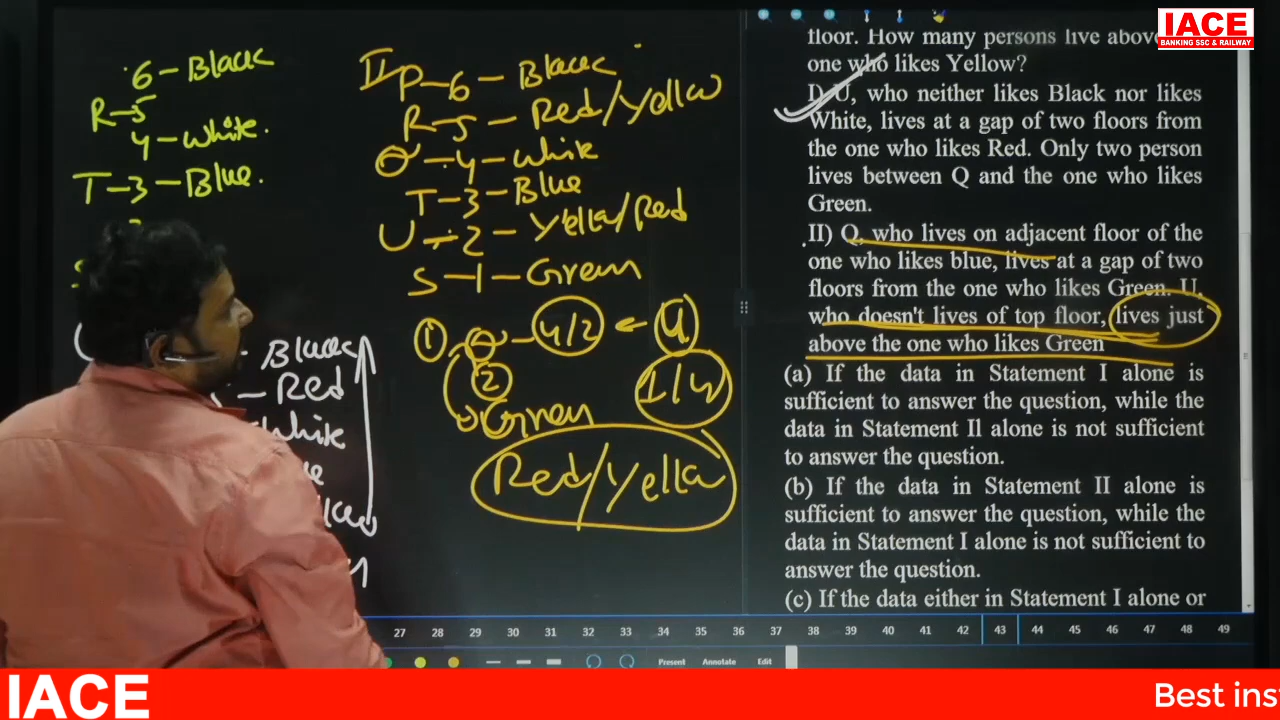 IACE
BANKING SSC & RAILWAY
6 - Black
R - 5
4 - White.
T - 3 - Blue.
Black
- Red
White
II P - 6 - Black
R - 5 - Red/Yellow
Q - 4 - White
T - 3 - Blue
U - 2 - Yella/Red
S - 1 - Green
1 Q - 4/2 ← U
2
Green
1/4
Red/Yella
floor. How many persons live above
one who likes Yellow?
D U, who neither likes Black nor likes
White, lives at a gap of two floors from
the one who likes Red. Only two person
lives between Q and the one who likes
Green.
II) Q, who lives on adjacent floor of the
one who likes blue, lives at a gap of two
floors from the one who likes Green. U,
who doesn't lives of top floor, lives just
above the one who likes Green
(a) If the data in Statement I alone is
sufficient to answer the question, while the
data in Statement Il alone is not sufficient
to answer the question.
(b) If the data in Statement II alone is
sufficient to answer the question, while the
data in Statement I alone is not sufficient to
answer the question.
(c) If the data either in Statement I alone or
27 28 29 30 31 32 33 34 35 36 37 38 39 40 41 42 43 44 45 46 47 48 49
Present Annotate Edit
IACE
Best ins